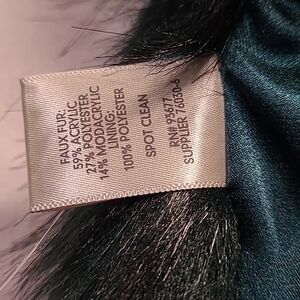 FAUX FUR:
59% ACRYLIC
27% POLYESTER
14% MODACRYLIC
LINING:
100% POLYESTER
SPOT CLEAN
RN# 93677
SUPPLIER 76030-6